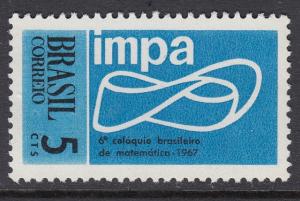 BRASIL
CORREIO
5
CTS
impa
6º colóquio brasileiro
de matemática - 1967